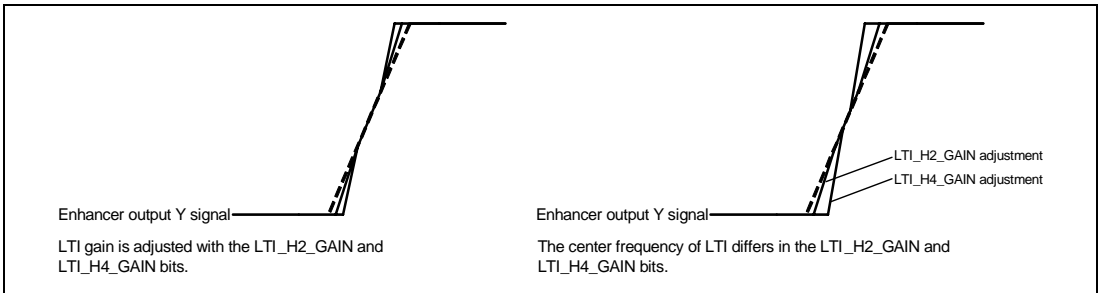 Enhancer output Y signal
LTI gain is adjusted with the LTI_H2_GAIN and
LTI_H4_GAIN bits.
LTI_H2_GAIN adjustment
LTI_H4_GAIN adjustment
Enhancer output Y signal
The center frequency of LTI differs in the LTI_H2_GAIN and
LTI_H4_GAIN bits.